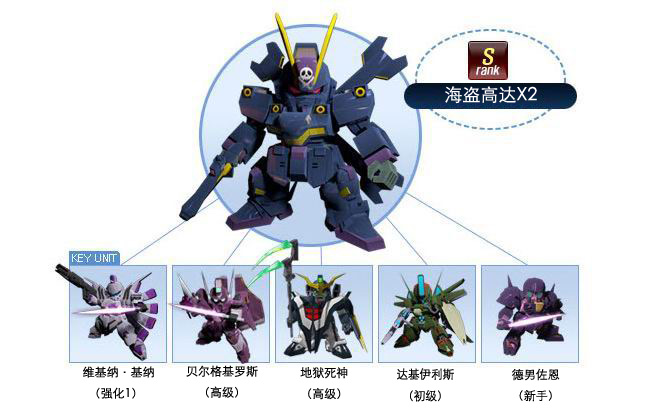 S
rank
海盗高达X2
KEY UNIT
维基纳·基纳
(强化1)
贝尔格基罗斯
(高级)
地狱死神
(高级)
达基伊利斯
(初级)
德男佐恩
(新手)